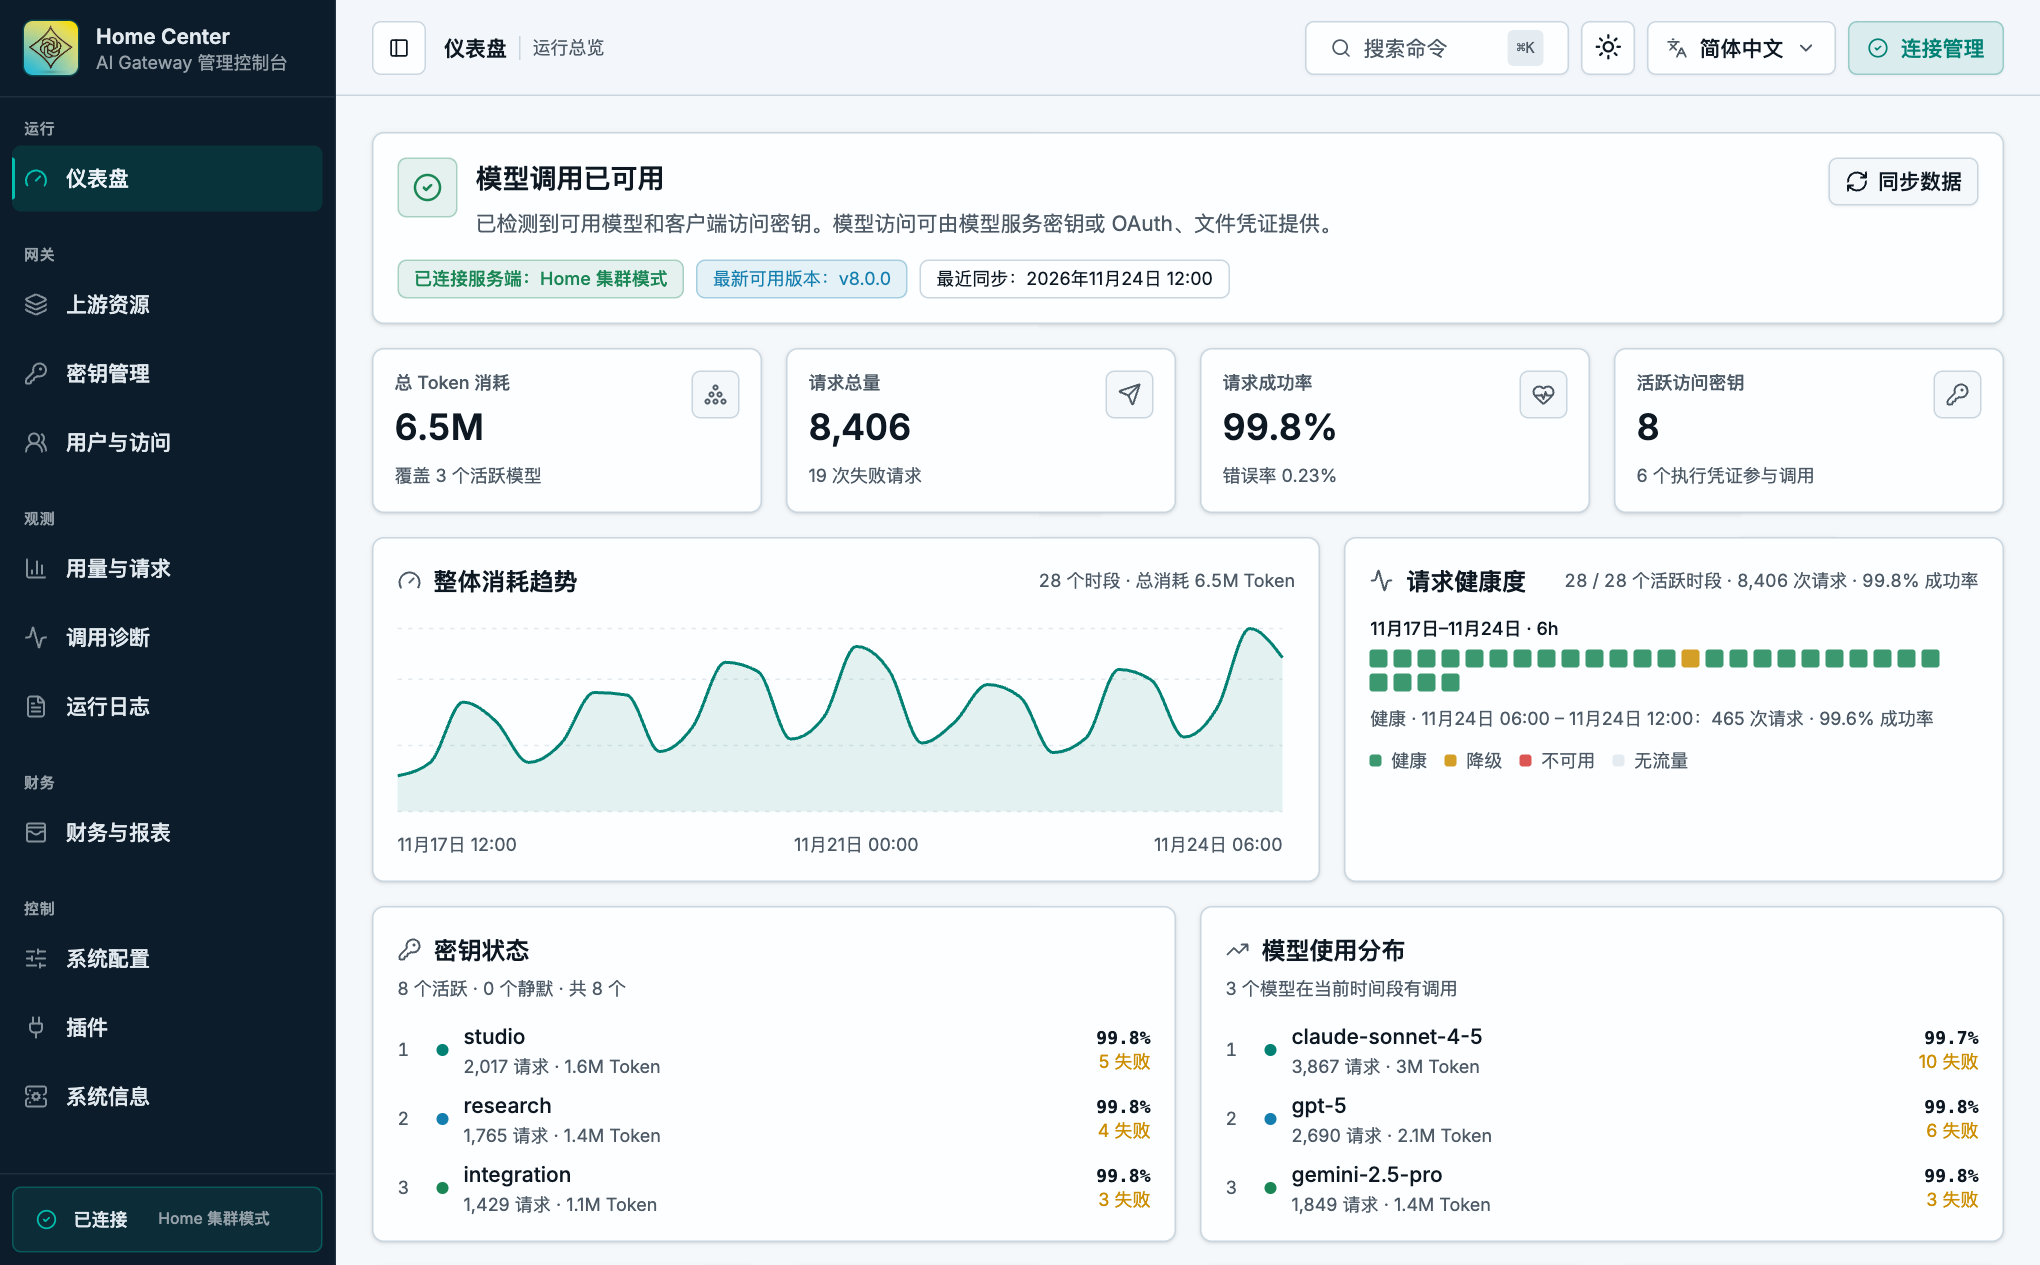 Home Center
AI Gateway 管理控制台
运行
仪表盘
网关
上游资源
密钥管理
用户与访问
观测
用量与请求
调用诊断
运行日志
财务
财务与报表
控制
系统配置
插件
系统信息
已连接 Home 集群模式
仪表盘 运行总览
搜索命令 ⌘K
简体中文
连接管理
模型调用已可用
已检测到可用模型和客户端访问密钥。模型访问可由模型服务密钥或 OAuth、文件凭证提供。
同步数据
已连接服务端：Home 集群模式
最新可用版本：v8.0.0
最近同步：2026年11月24日 12:00
总 Token 消耗
6.5M
覆盖 3 个活跃模型
请求总量
8,406
19 次失败请求
请求成功率
99.8%
错误率 0.23%
活跃访问密钥
8
6 个执行凭证参与调用
整体消耗趋势
28 个时段 · 总消耗 6.5M Token
11月17日 12:00
11月21日 00:00
11月24日 06:00
请求健康度
28 / 28 个活跃时段 · 8,406 次请求 · 99.8% 成功率
11月17日–11月24日 · 6h
健康 · 11月24日 06:00 – 11月24日 12:00：465 次请求 · 99.6% 成功率
健康 降级 不可用 无流量
密钥状态
8 个活跃 · 0 个静默 · 共 8 个
1 studio 99.8%
2,017 请求 · 1.6M Token 5 失败
2 research 99.8%
1,765 请求 · 1.4M Token 4 失败
3 integration 99.8%
1,429 请求 · 1.1M Token 3 失败
模型使用分布
3 个模型在当前时间段有调用
1 claude-sonnet-4-5 99.7%
3,867 请求 · 3M Token 10 失败
2 gpt-5 99.8%
2,690 请求 · 2.1M Token 6 失败
3 gemini-2.5-pro 99.8%
1,849 请求 · 1.4M Token 3 失败